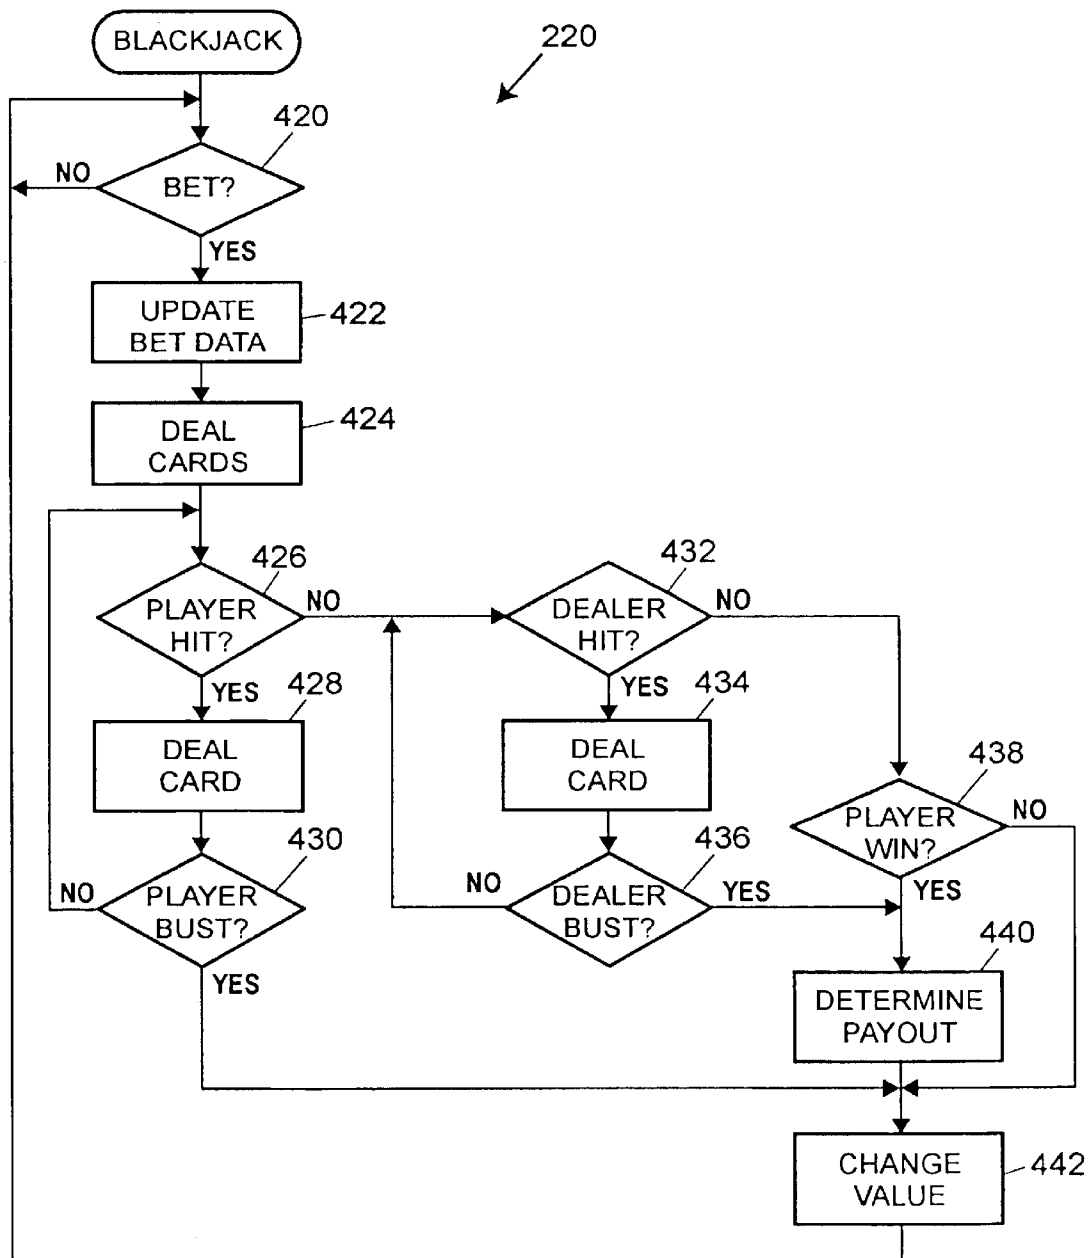 BLACKJACK
220
420
NO
BET?
YES
UPDATE
BET DATA
422
DEAL
CARDS
424
426
PLAYER
HIT?
NO
432
DEALER
HIT?
NO
YES
428
DEAL
CARD
YES
434
DEAL
CARD
438
PLAYER
WIN?
NO
YES
430
NO
PLAYER
BUST?
YES
436
NO
DEALER
BUST?
YES
440
DETERMINE
PAYOUT
CHANGE
VALUE
442